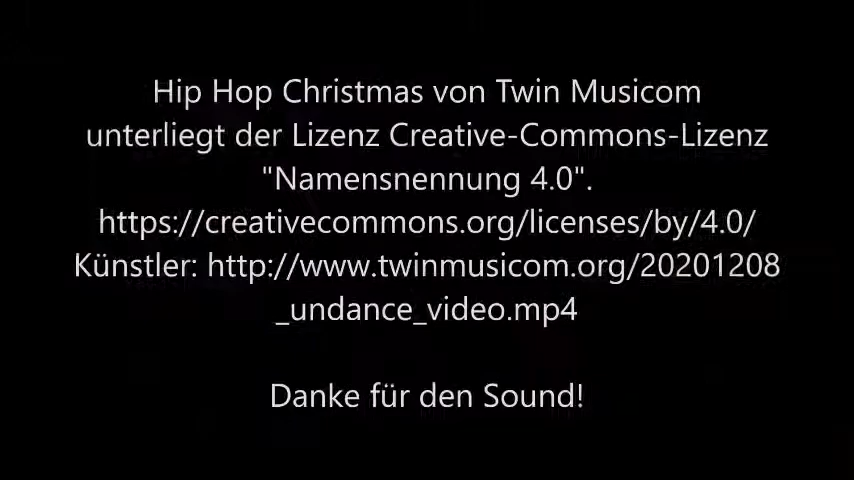 Hip Hop Christmas von Twin Musicom
unterliegt der Lizenz Creative-Commons-Lizenz
"Namensnennung 4.0".
https://creativecommons.org/licenses/by/4.0/
Künstler: http://www.twinmusicom.org/20201208
_undance_video.mp4
Danke für den Sound!